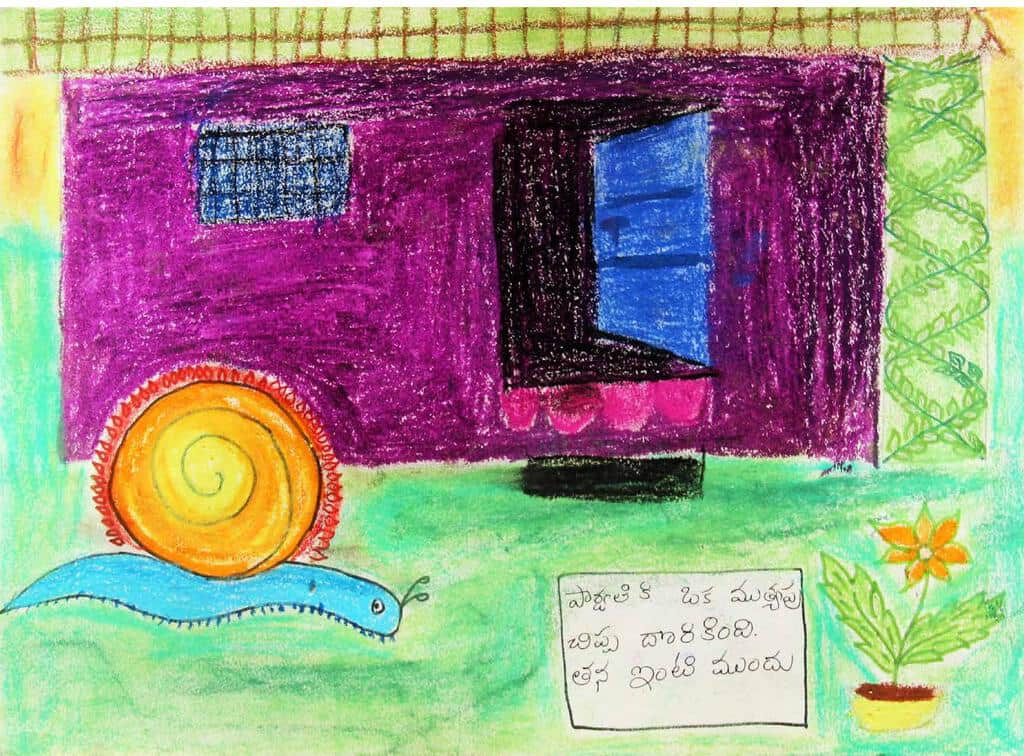 పార్వతి కి ఒక ముత్యపు
చిప్ప దొరికింది.
తన ఇంటి ముందు